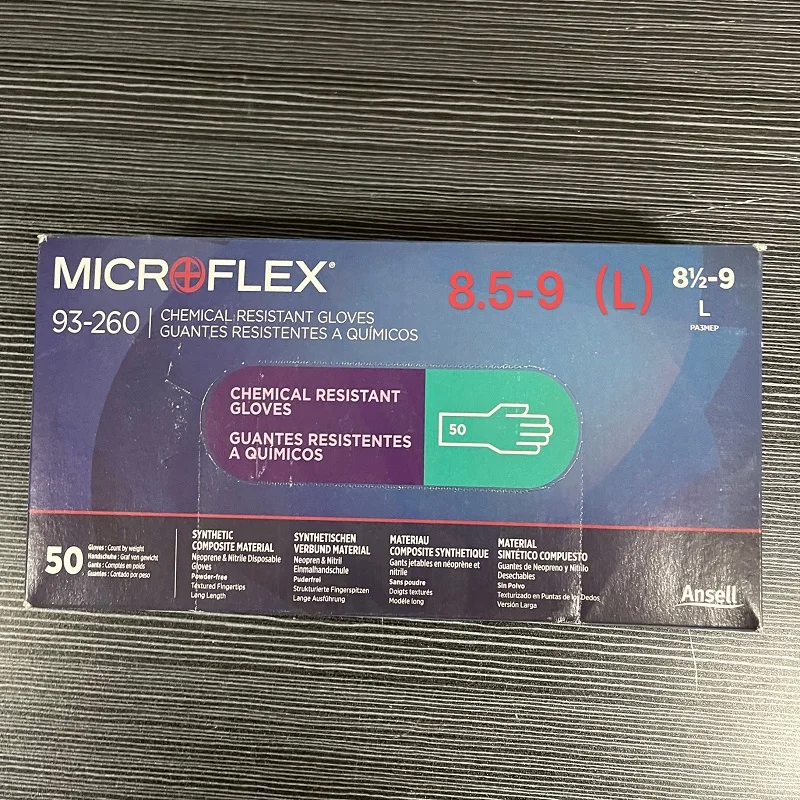 MICROFLEX®
8.5-9 (L)
8½-9
L
PA3MEP
93-260
CHEMICAL RESISTANT GLOVES
GUANTES RESISTENTES A QUÍMICOS
CHEMICAL RESISTANT
GLOVES
GUANTES RESISTENTES
A QUÍMICOS
50
50
Gloves : Count by weight
Handschuhe : Graf von gewicht
Gants : Comptés en poids
Guantes : Contado por peso
SYNTHETIC
COMPOSITE MATERIAL
Neoprene & Nitrile Disposable
Gloves
Powder-free
Textured Fingertips
Long Length
SYNTHETISCHEN
VERBUND MATERIAL
Neopren & Nitril
Einmalhandschule
Puderfrei
Strukturierte Fingerspitzen
Lange Ausführung
MATERIAU
COMPOSITE SYNTHETIQUE
Gants jetables en néoprène et
nitrile
Sans poudre
Doigts texturés
Modèle long
MATERIAL
SINTÉTICO COMPUESTO
Guantes de Neopreno y Nitrilo
Desechables
Sin Polvo
Texturizado en Puntas de los Dedos
Versión Larga
Ansell